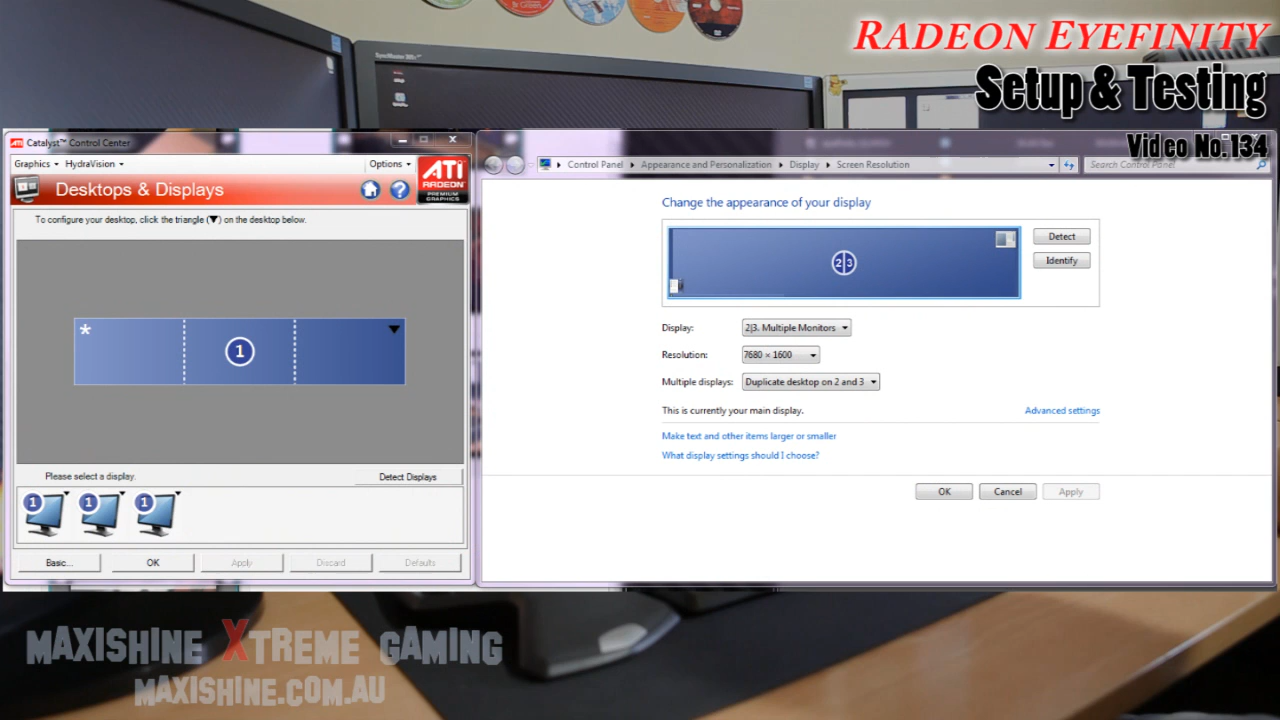 RADEON EYEFINITY
Setup & Testing
Video No.134
Catalyst™ Control Center
Graphics HydraVision Options
ATI
RADEON
PREMIUM
GRAPHICS
Desktops & Displays
To configure your desktop, click the triangle (▼) on the desktop below.
*
1
Please select a display.
Detect Displays
1 1 1
Basic... OK Apply Discard Defaults
Control Panel Appearance and Personalization Display Screen Resolution
Search Control Panel
Change the appearance of your display
2|3
Detect
Identify
Display: 2|3. Multiple Monitors
Resolution: 7680 × 1600
Multiple displays: Duplicate desktop on 2 and 3
This is currently your main display.
Advanced settings
Make text and other items larger or smaller
What display settings should I choose?
OK Cancel Apply
MAXISHINE XTREME GAMING
MAXISHINE.COM.AU